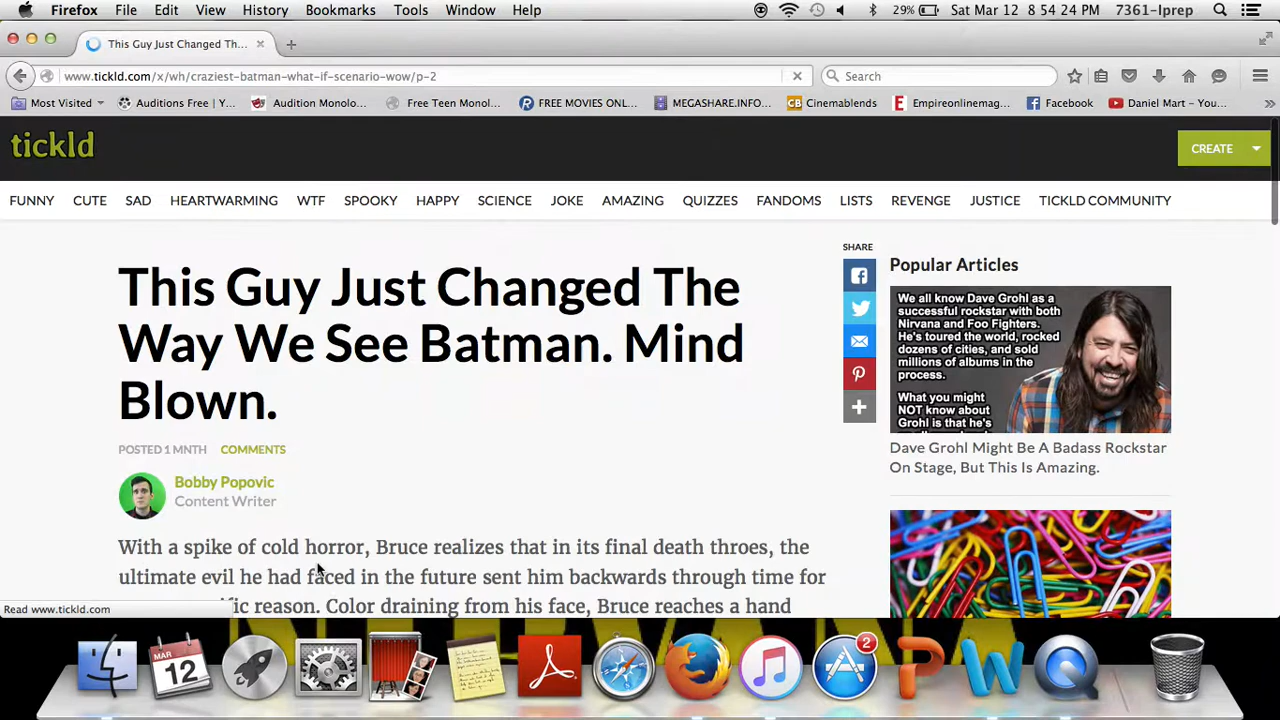 Firefox File Edit View History Bookmarks Tools Window Help 29% Sat Mar 12 8 54 24 PM 7361-Iprep
This Guy Just Changed Th...
www.tickld.com/x/wh/craziest-batman-what-if-scenario-wow/p-2 Search
Most Visited Auditions Free | Y... Audition Monolo... Free Teen Monol... FREE MOVIES ONL... MEGASHARE.INFO... Cinemablends Empireonlinemag... Facebook Daniel Mart - You... »
tickld CREATE
FUNNY CUTE SAD HEARTWARMING WTF SPOOKY HAPPY SCIENCE JOKE AMAZING QUIZZES FANDOMS LISTS REVENGE JUSTICE TICKLD COMMUNITY
This Guy Just Changed The
Way We See Batman. Mind
Blown.
POSTED 1 MNTH COMMENTS
Bobby Popovic
Content Writer
With a spike of cold horror, Bruce realizes that in its final death throes, the
ultimate evil he had faced in the future sent him backwards through time for
ific reason. Color draining from his face, Bruce reaches a hand
Read www.tickld.com
SHARE
Popular Articles
We all know Dave Grohl as a
successful rockstar with both
Nirvana and Foo Fighters.
He's toured the world, rocked
dozens of cities, and sold
millions of albums in the
process.
What you might
NOT know about
Grohl is that he's
Dave Grohl Might Be A Badass Rockstar
On Stage, But This Is Amazing.
MAR
12
2